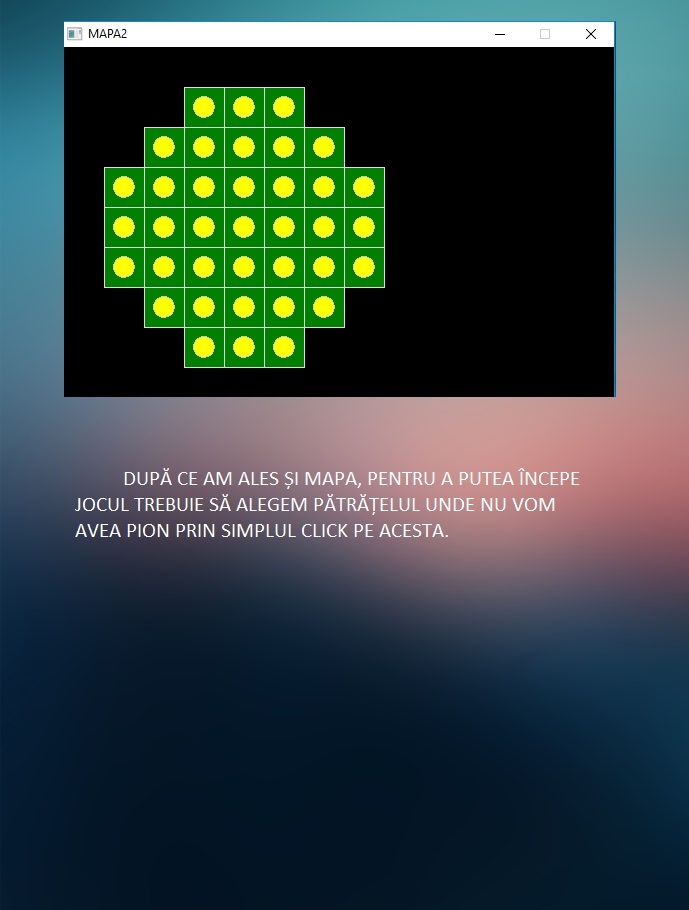 MAPA2
DUPĂ CE AM ALES ȘI MAPA, PENTRU A PUTEA ÎNCEPE
JOCUL TREBUIE SĂ ALEGEM PĂTRĂȚELUL UNDE NU VOM
AVEA PION PRIN SIMPLUL CLICK PE ACESTA.